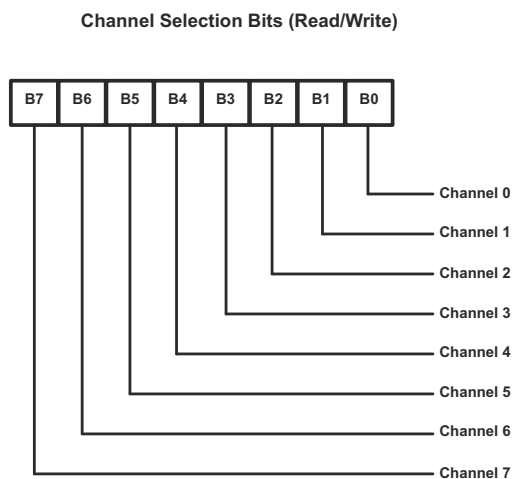 Channel Selection Bits (Read/Write)
B7 B6 B5 B4 B3 B2 B1 B0
Channel 0
Channel 1
Channel 2
Channel 3
Channel 4
Channel 5
Channel 6
Channel 7